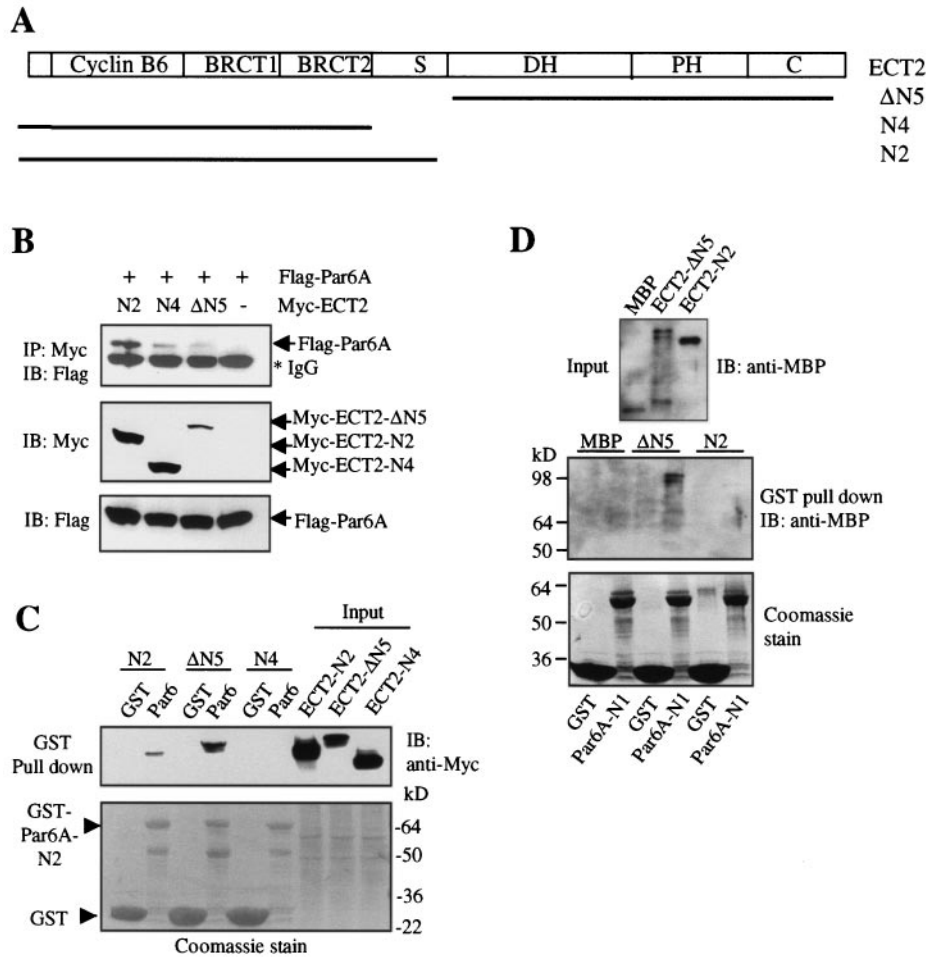 A
Cyclin B6 BRCT1 BRCT2 S DH PH C ECT2
ΔN5
N4
N2
B
+ + + + Flag-Par6A
N2 N4 ΔN5 - Myc-ECT2
IP: Myc
IB: Flag
Flag-Par6A
* IgG
IB: Myc
Myc-ECT2-ΔN5
Myc-ECT2-N2
Myc-ECT2-N4
IB: Flag
Flag-Par6A
C
Input
N2 ΔN5 N4
GST Par6 GST Par6 GST Par6 ECT2-N2 ECT2-ΔN5 ECT2-N4
GST
Pull down
IB:
anti-Myc
kD
GST-
Par6A-
N2
GST
-64
-50
-36
-22
Coomassie stain
D
MBP ECT2-ΔN5 ECT2-N2
Input
IB: anti-MBP
MBP ΔN5 N2
kD
98
64
50
GST pull down
IB: anti-MBP
64
50
36
Coomassie
stain
GST Par6A-N1 GST Par6A-N1 GST Par6A-N1